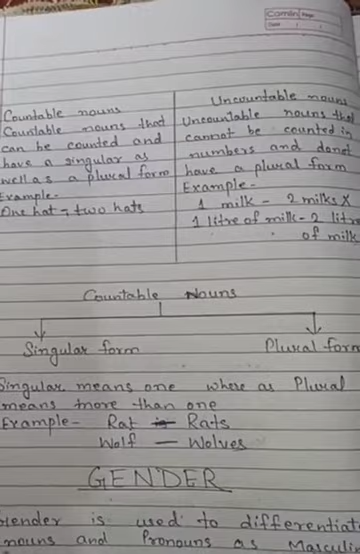 Comlin Page
Date
Countable nouns
Countable nouns that
can be counted and
have a singular as
well as a plural form
Example-
One hat - two hats
Uncountable nouns
Uncountable nouns that
cannot be counted in
numbers and donot
have a plural form
Example-
1 milk - 2 milks X
1 litre of milk - 2 litre
of milk
Countable Nouns
Singular form
Plural form
Singular means one where as Plural
means more than one
Example- Rat - Rats
Wolf - Wolves
GENDER
Gender is used to differentiate
nouns and Pronouns as Masculi